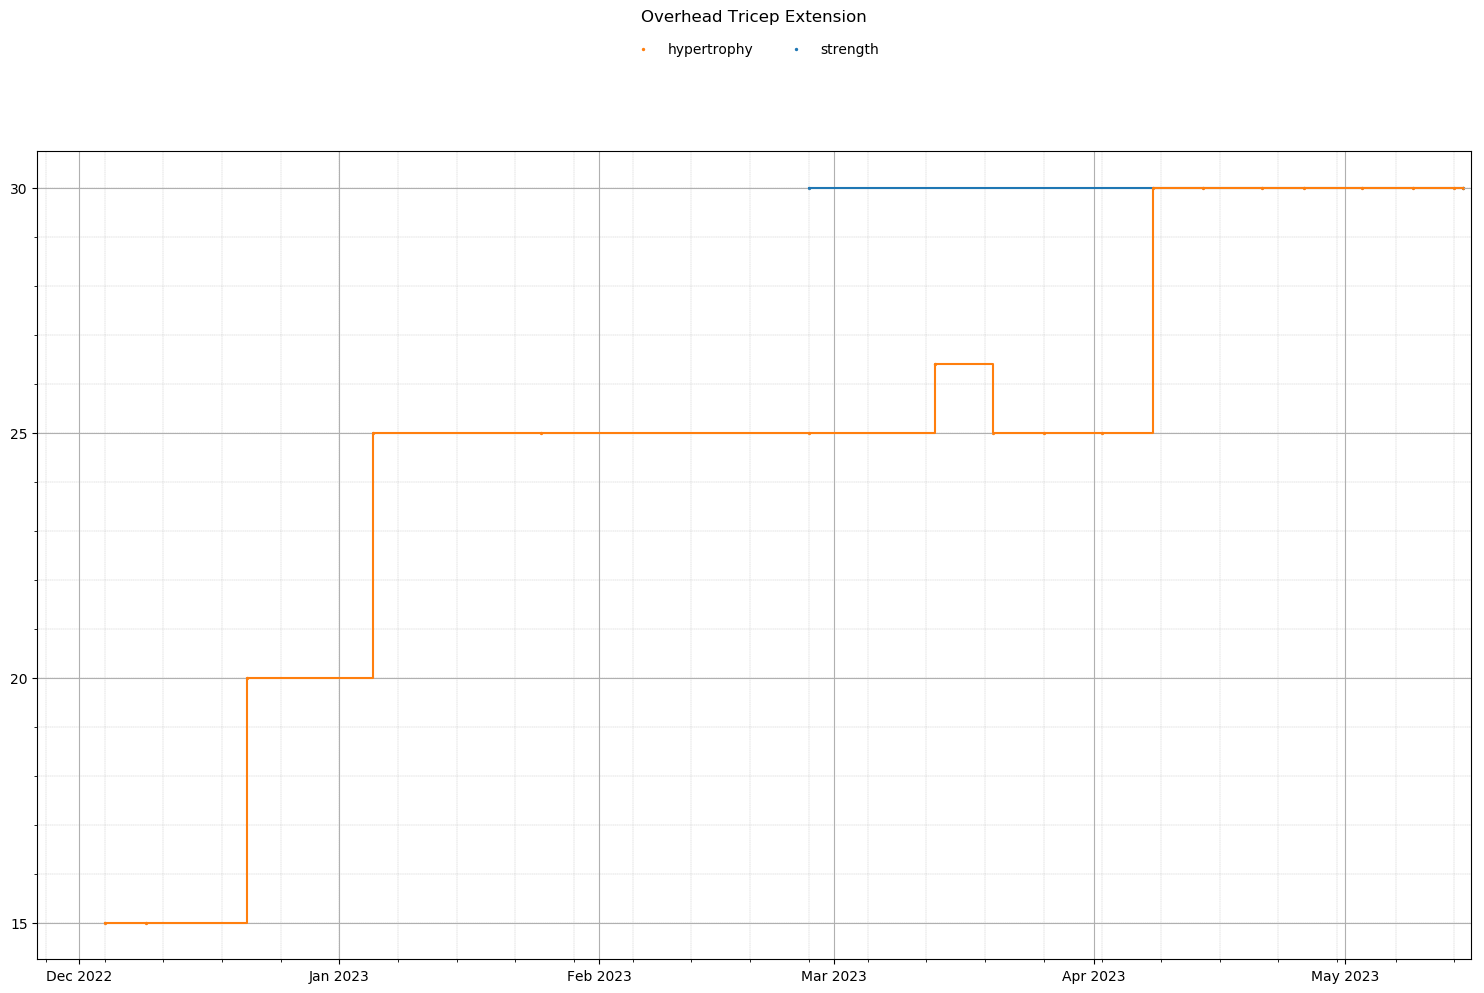 Overhead Tricep Extension
hypertrophy strength
30
25
20
15
Dec 2022 Jan 2023 Feb 2023 Mar 2023 Apr 2023 May 2023